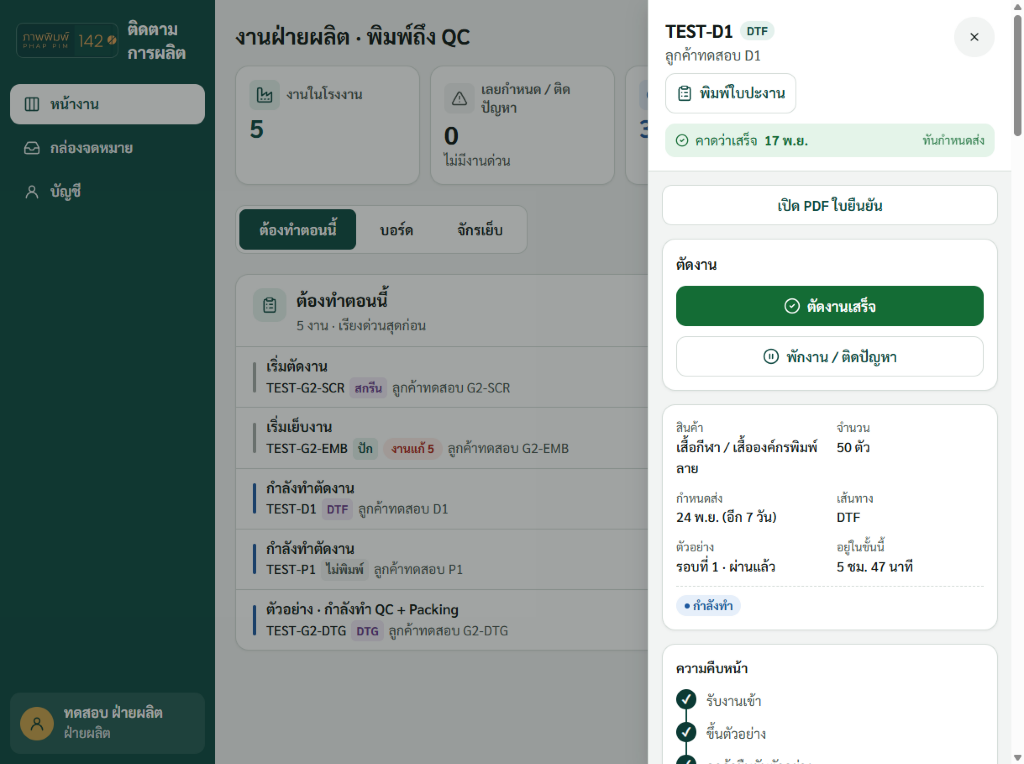 ภาพพิมพ์ 142
PHAP PIM
ติดตาม
การผลิต
หน้างาน
กล่องจดหมาย
บัญชี
ทดสอบ ฝ่ายผลิต
ฝ่ายผลิต
งานฝ่ายผลิต · พิมพ์ถึง QC
งานในโรงงาน
5
เลยกำหนด / ติด
ปัญหา
0
ไม่มีงานด่วน
ต้องทำตอนนี้ บอร์ด จักรเย็บ
ต้องทำตอนนี้
5 งาน · เรียงด่วนสุดก่อน
เริ่มตัดงาน
TEST-G2-SCR สกรีน ลูกค้าทดสอบ G2-SCR
เริ่มเย็บงาน
TEST-G2-EMB ปัก งานแก้ 5 ลูกค้าทดสอบ G2-EMB
กำลังทำตัดงาน
TEST-D1 DTF ลูกค้าทดสอบ D1
กำลังทำตัดงาน
TEST-P1 ไม่พิมพ์ ลูกค้าทดสอบ P1
ตัวอย่าง · กำลังทำ QC + Packing
TEST-G2-DTG DTG ลูกค้าทดสอบ G2-DTG
TEST-D1 DTF
ลูกค้าทดสอบ D1
พิมพ์ใบปะงาน
คาดว่าเสร็จ 17 พ.ย. ทันกำหนดส่ง
เปิด PDF ใบยืนยัน
ตัดงาน
ตัดงานเสร็จ
พักงาน / ติดปัญหา
สินค้า จำนวน
เสื้อกีฬา / เสื้อองค์กรพิมพ์ 50 ตัว
ลาย
กำหนดส่ง เส้นทาง
24 พ.ย. (อีก 7 วัน) DTF
ตัวอย่าง อยู่ในขั้นนี้
รอบที่ 1 · ผ่านแล้ว 5 ชม. 47 นาที
กำลังทำ
ความคืบหน้า
รับงานเข้า
ขึ้นตัวอย่าง